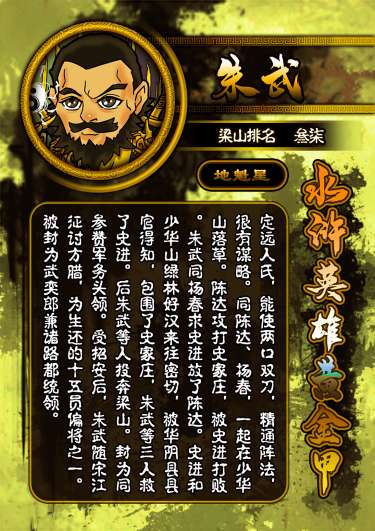 朱武
梁山排名 叁柒
地魁星
水浒英雄黄金甲
定远人氏，能使两口双刀，精通阵法，
很有谋略。同陈达、杨春，一起在少华
山落草。陈达攻打史家庄，被史进打败
。朱武同杨春求史进放了陈达。史进和
少华山绿林好汉来往密切，被华阴县县
官得知，包围了史家庄，朱武等三人救
了史进。后朱武等人投奔梁山。封为同
参赞军务头领。受招安后，朱武随宋江
征讨方腊，为生还的十五员偏将之一。
被封为武奕郎兼诸路都统领。